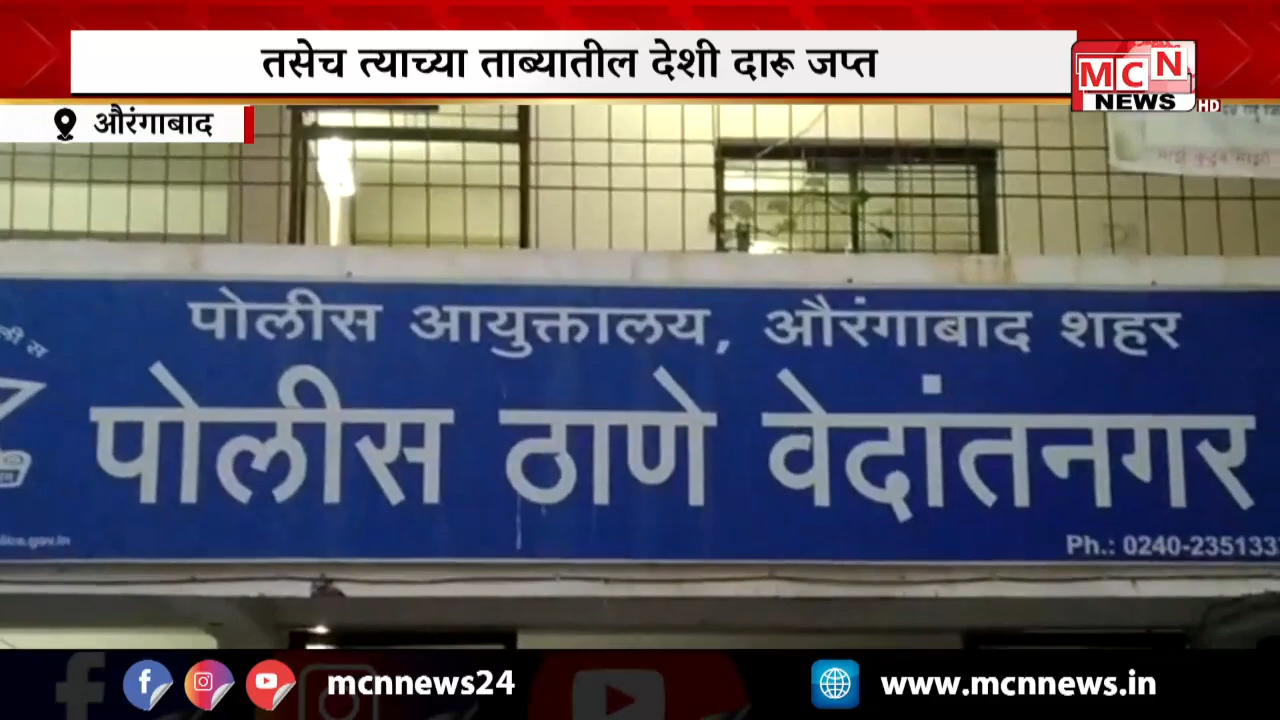 तसेच त्याच्या ताब्यातील देशी दारू जप्त
MCN
NEWS HD
औरंगाबाद
पोलीस आयुक्तालय, औरंगाबाद शहर
पोलीस ठाणे वेदांतनगर
Ph.: 0240-235133
mcnnews24
www.mcnnews.in